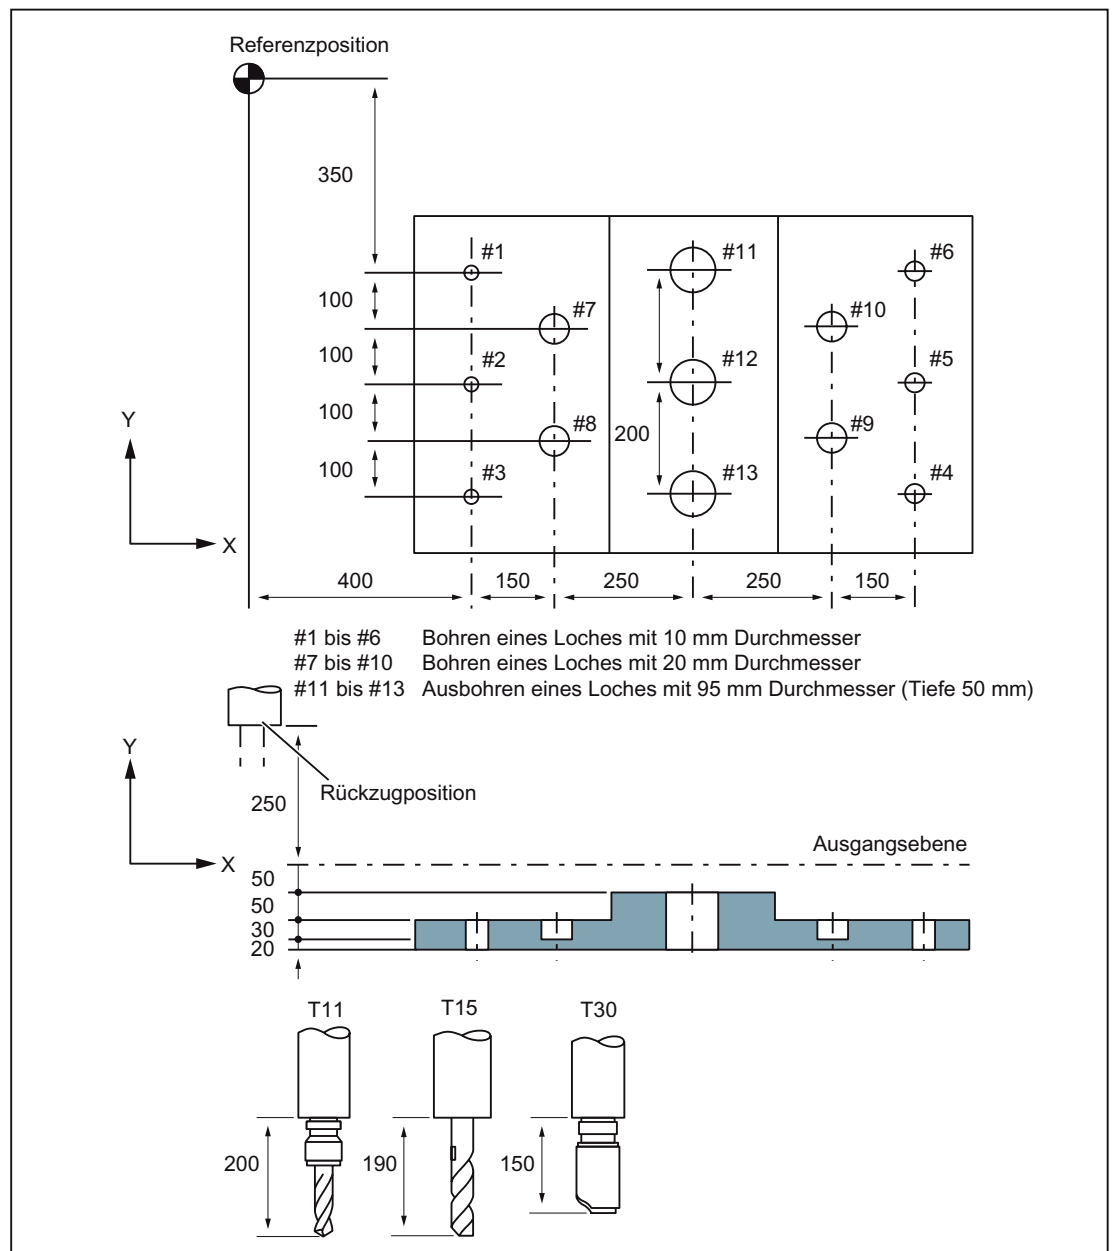 Referenzposition
350
#1
#11
#6
100
#7
#10
100
#2
#12
#5
100
#8
200
#9
100
#3
#13
#4
Y
X
400
150
250
250
150
#1 bis #6 Bohren eines Loches mit 10 mm Durchmesser
#7 bis #10 Bohren eines Loches mit 20 mm Durchmesser
#11 bis #13 Ausbohren eines Loches mit 95 mm Durchmesser (Tiefe 50 mm)
Y
Rückzugposition
250
Ausgangsebene
X
50
50
30
20
T11
T15
T30
200
190
150